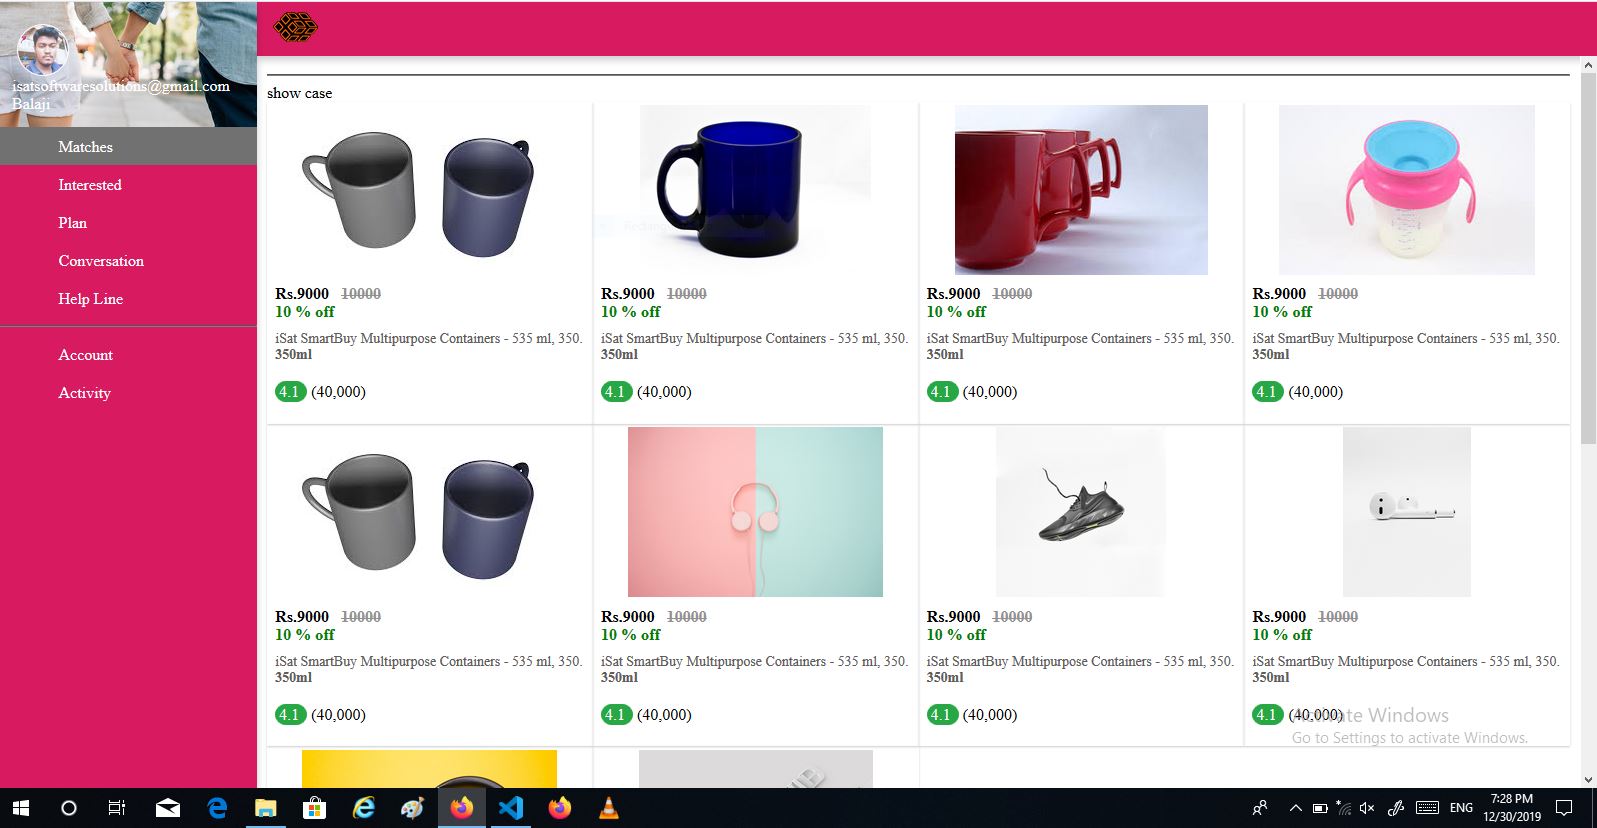 isatsoftwaresolutions@gmail.com
Balaji
Matches
Interested
Plan
Conversation
Help Line
Account
Activity
show case
Rs.9000 10000
10 % off
iSat SmartBuy Multipurpose Containers - 535 ml, 350.
350ml
4.1 (40,000)
Rs.9000 10000
10 % off
iSat SmartBuy Multipurpose Containers - 535 ml, 350.
350ml
4.1 (40,000)
Rs.9000 10000
10 % off
iSat SmartBuy Multipurpose Containers - 535 ml, 350.
350ml
4.1 (40,000)
Rs.9000 10000
10 % off
iSat SmartBuy Multipurpose Containers - 535 ml, 350.
350ml
4.1 (40,000)
Rs.9000 10000
10 % off
iSat SmartBuy Multipurpose Containers - 535 ml, 350.
350ml
4.1 (40,000)
Rs.9000 10000
10 % off
iSat SmartBuy Multipurpose Containers - 535 ml, 350.
350ml
4.1 (40,000)
Rs.9000 10000
10 % off
iSat SmartBuy Multipurpose Containers - 535 ml, 350.
350ml
4.1 (40,000)
Rs.9000 10000
10 % off
iSat SmartBuy Multipurpose Containers - 535 ml, 350.
350ml
4.1 (40,000)
Activate Windows
Go to Settings to activate Windows.
ENG
7:28 PM
12/30/2019